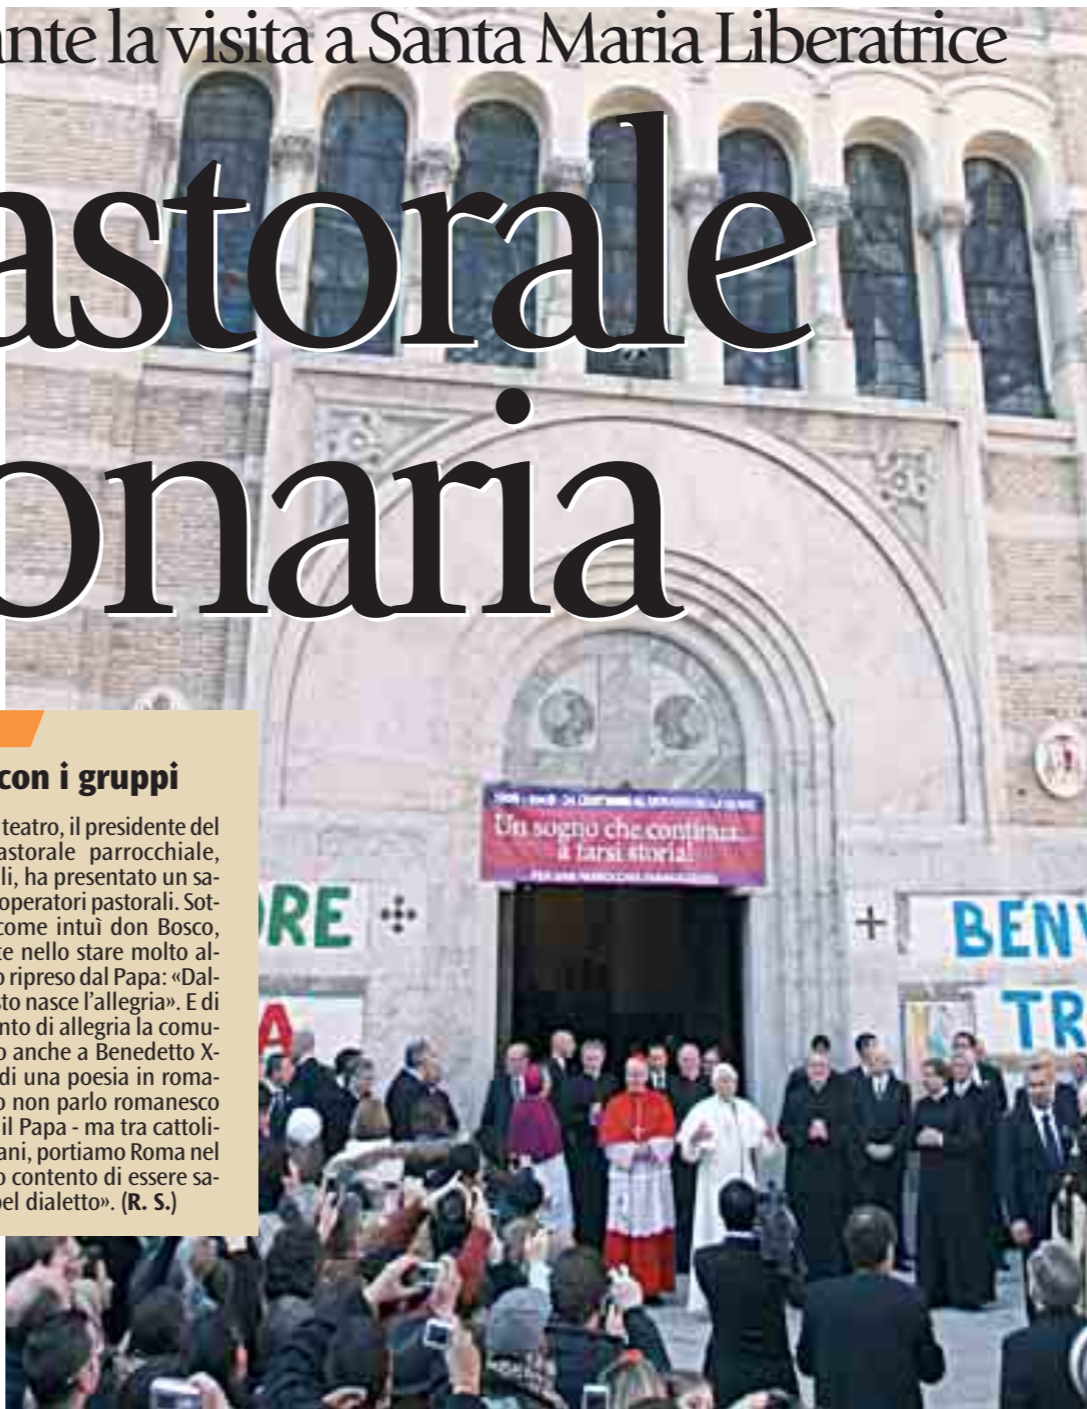 nte la visita a Santa Maria Liberatrice
astorale
onaria
con i gruppi
teatro, il presidente del
astorale parrocchiale,
li, ha presentato un sa-
operatori pastorali. Sot-
come intuì don Bosco,
te nello stare molto al-
o ripreso dal Papa: «Dal-
sto nasce l'allegria». E di
nto di allegria la comu-
o anche a Benedetto X-
di una poesia in roma-
o non parlo romanesco
il Papa - ma tra cattoli-
ani, portiamo Roma nel
o contento di essere sa-
bel dialetto». (R. S.)
Un sogno che continua...
a farsi storia!
ORE
A
BENV
TR